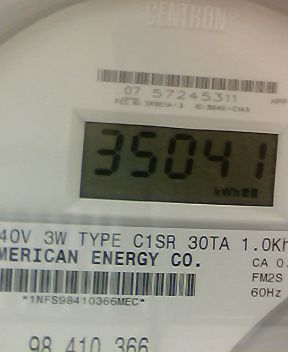 CENTRON®
07 57245311
35041
kWh
40V 3W TYPE C1SR 30TA 1.0Kh
MERICAN ENERGY CO.
CA 0.
FM2S
60Hz
*1NFS98410366MEC*
98 410 366